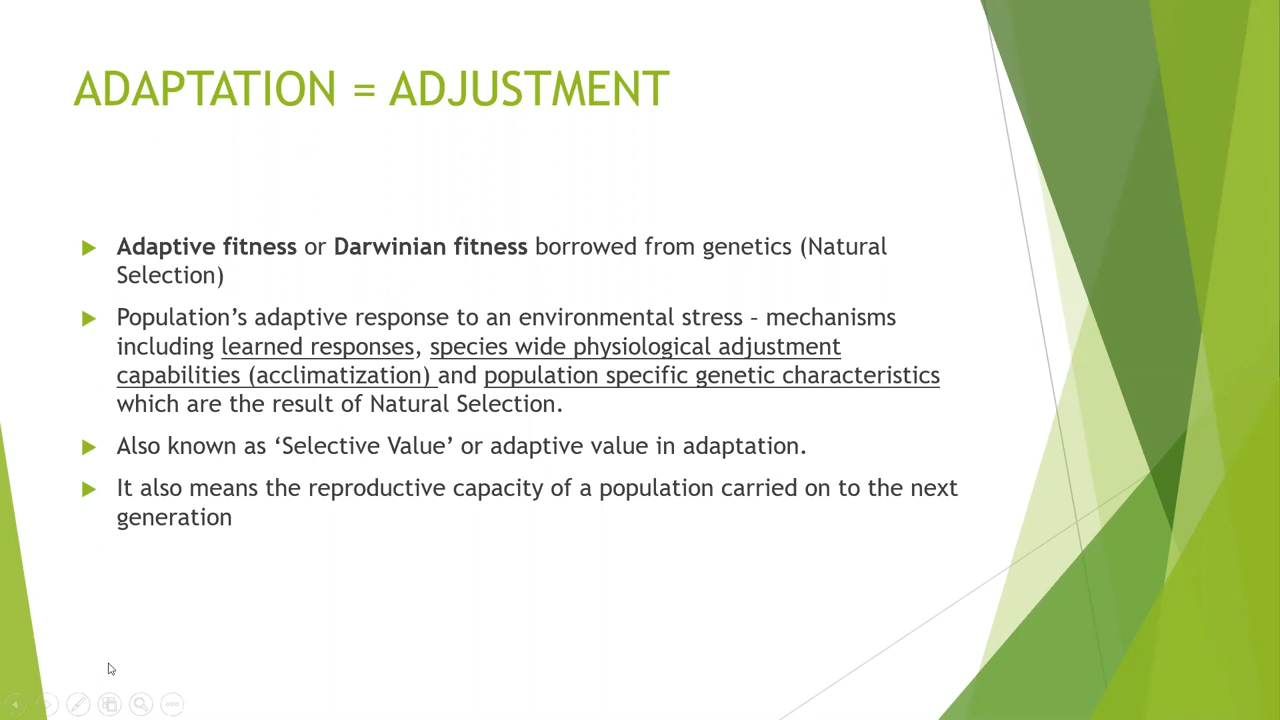 ADAPTATION = ADJUSTMENT
Adaptive fitness or Darwinian fitness borrowed from genetics (Natural
Selection)
Population’s adaptive response to an environmental stress – mechanisms
including learned responses, species wide physiological adjustment
capabilities (acclimatization) and population specific genetic characteristics
which are the result of Natural Selection.
Also known as ‘Selective Value’ or adaptive value in adaptation.
It also means the reproductive capacity of a population carried on to the next
generation